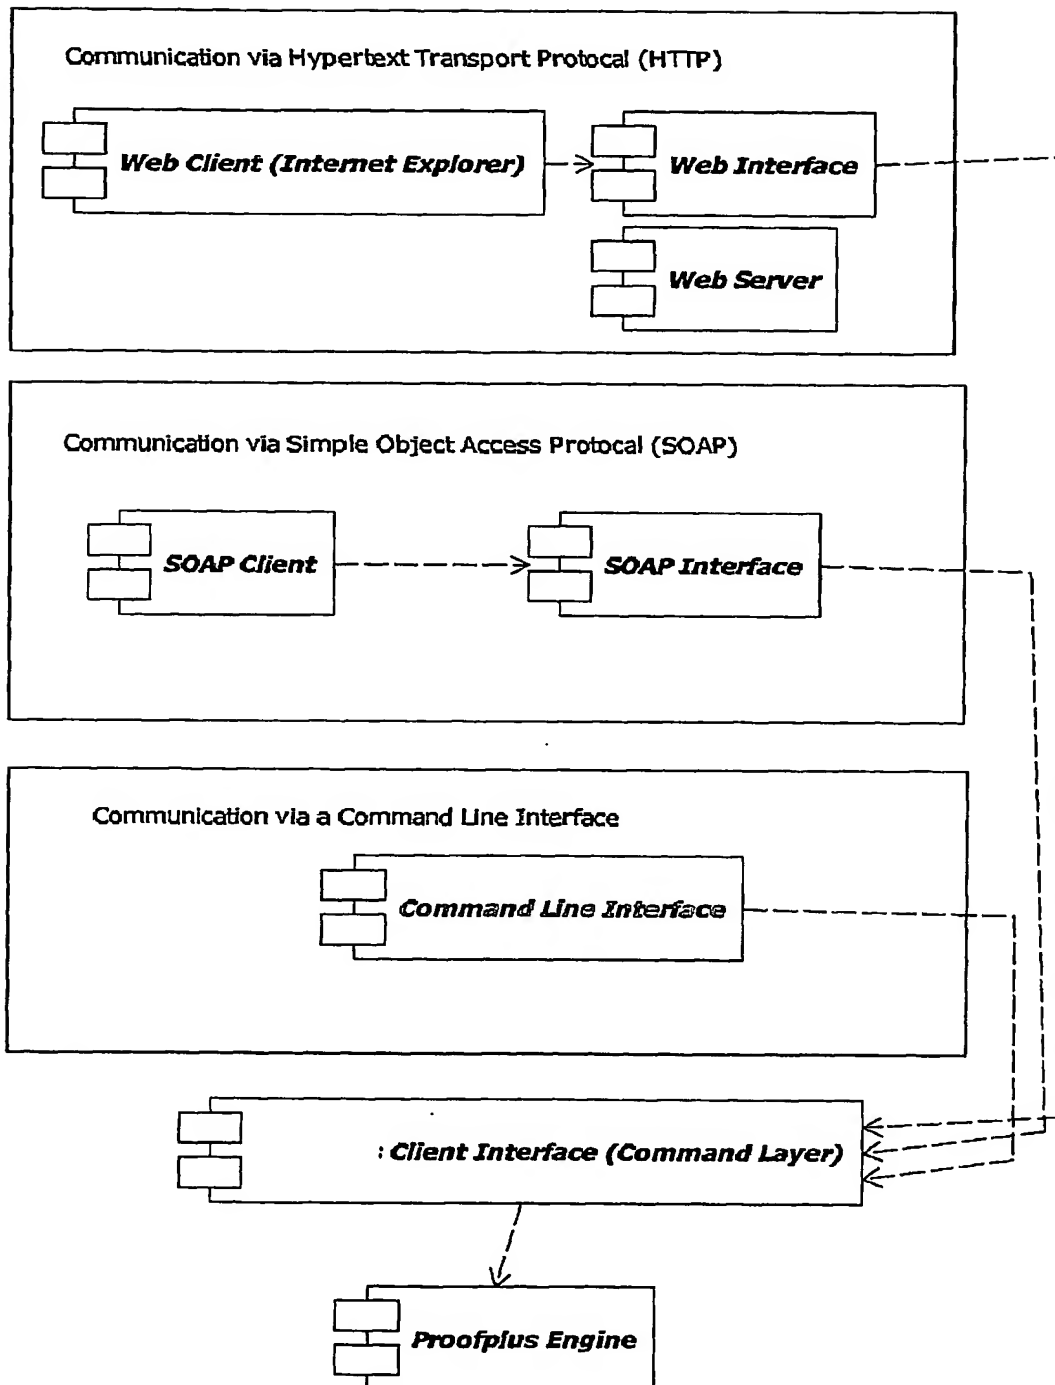 Communication via Hypertext Transport Protocal (HTTP)
Web Client (Internet Explorer)
Web Interface
Web Server
Communication via Simple Object Access Protocal (SOAP)
SOAP Client
SOAP Interface
Communication via a Command Line Interface
Command Line Interface
: Client Interface (Command Layer)
Proofplus Engine